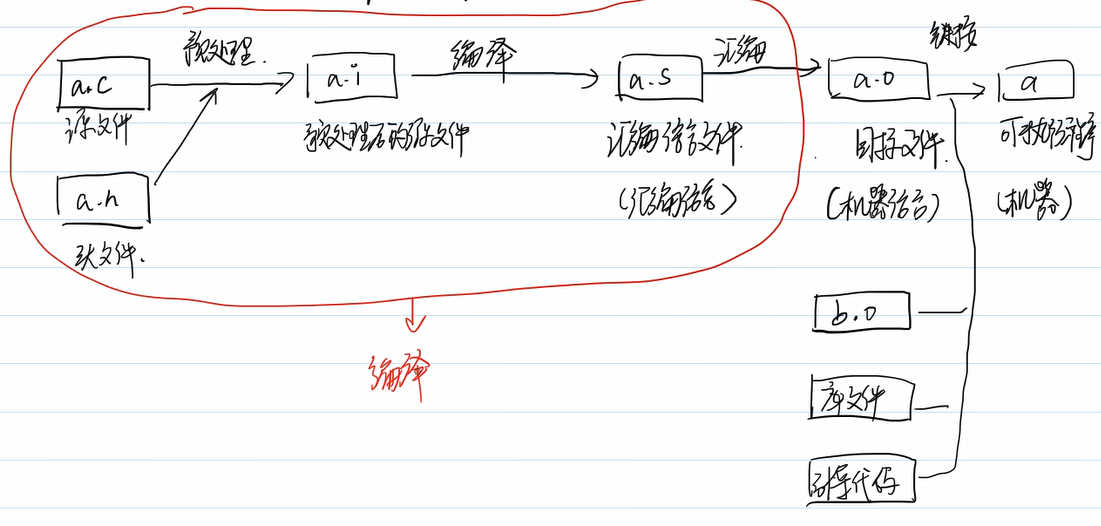 链接
预处理.
编译
汇编
a.c
a.i
a.s
a.o
a
源文件
预处理后的源文件
汇编语言文件.
目标文件.
可执行程序
a.h
(汇编语言)
(机器语言)
(机器)
头文件.
b.o
编译
库文件
引导代码